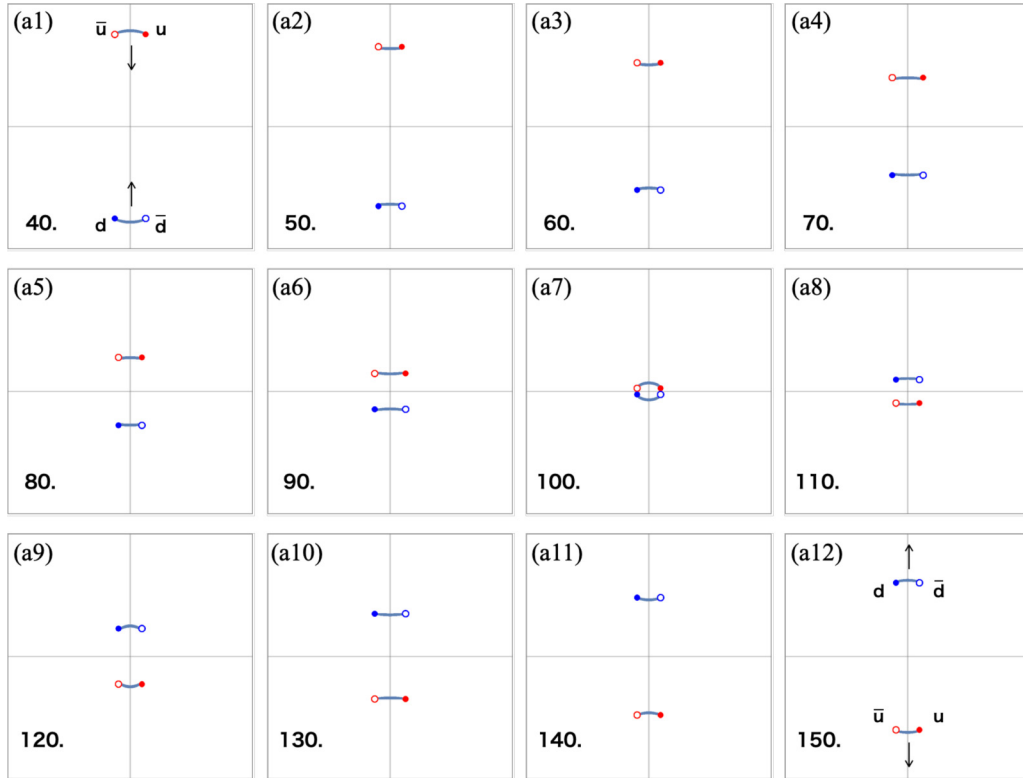 (a1) (a2) (a3) (a4)
ū u
d d̄
40. 50. 60. 70.
(a5) (a6) (a7) (a8)
80. 90. 100. 110.
(a9) (a10) (a11) (a12)
d d̄
ū u
120. 130. 140. 150.